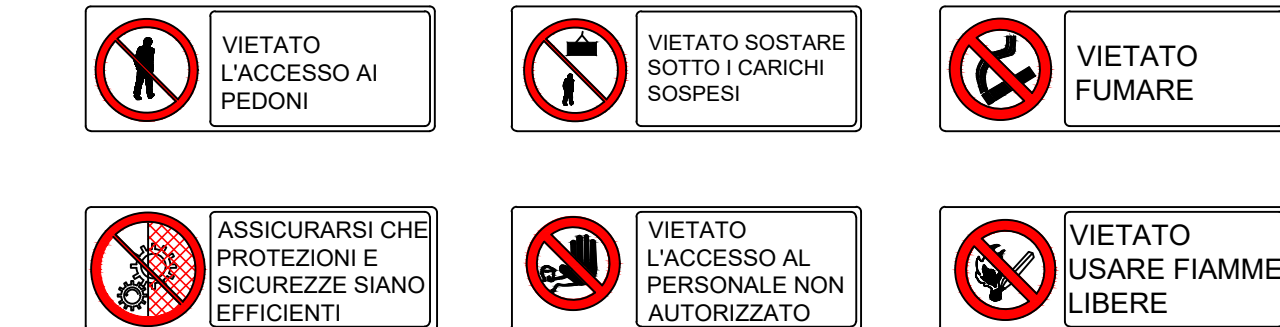 VIETATO
L'ACCESSO AI
PEDONI
VIETATO SOSTARE
SOTTO I CARICHI
SOSPESI
VIETATO
FUMARE
ASSICURARSI CHE
PROTEZIONI E
SICUREZZE SIANO
EFFICIENTI
VIETATO
L'ACCESSO AL
PERSONALE NON
AUTORIZZATO
VIETATO
USARE FIAMME
LIBERE